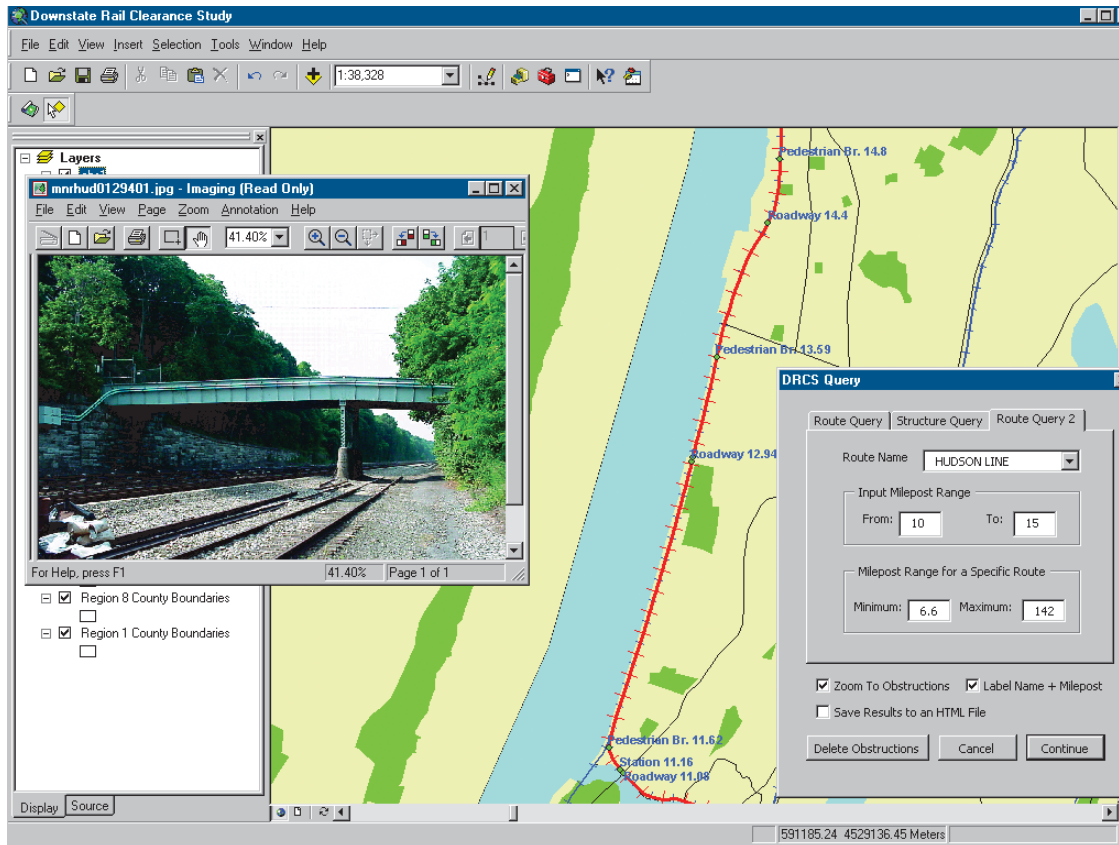 Downstate Rail Clearance Study
File Edit View Insert Selection Tools Window Help
1:38,328
Layers
mnrhud0129401.jpg - Imaging (Read Only)
File Edit View Page Zoom Annotation Help
41.40%
1
For Help, press F1
41.40%
Page 1 of 1
Region 8 County Boundaries
Region 1 County Boundaries
Display
Source
Pedestrian Br. 14.8
Roadway 14.4
Pedestrian Br. 13.59
Roadway 12.94
Pedestrian Br. 11.62
Station 11.16
Roadway 11.08
DRCS Query
Route Query
Structure Query
Route Query 2
Route Name
HUDSON LINE
Input Milepost Range
From: 10 To: 15
Milepost Range for a Specific Route
Minimum: 6.6 Maximum: 142
Zoom To Obstructions
Label Name + Milepost
Save Results to an HTML File
Delete Obstructions
Cancel
Continue
591185.24 4529136.45 Meters